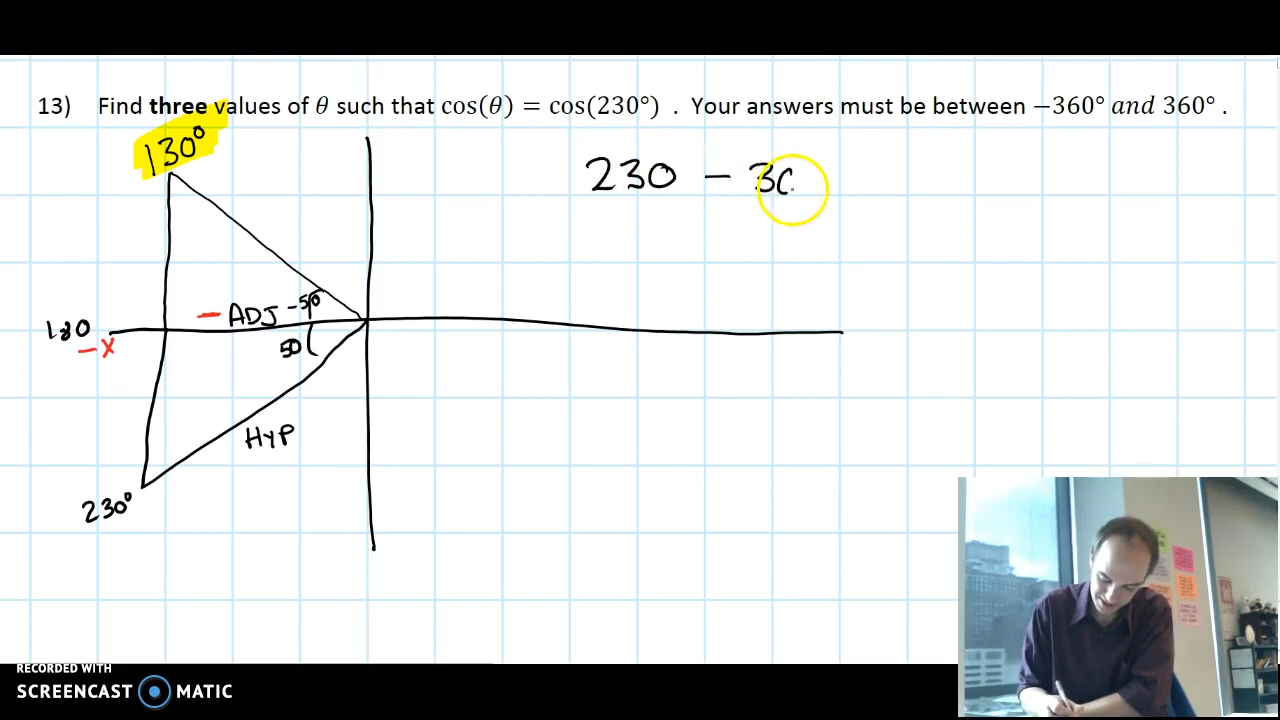 13) Find three values of θ such that cos(θ) = cos(230°) . Your answers must be between −360° and 360° .
130°
230 − 36
- ADJ -50
180
-X
50
HYP
230°
RECORDED WITH
SCREENCAST MATIC